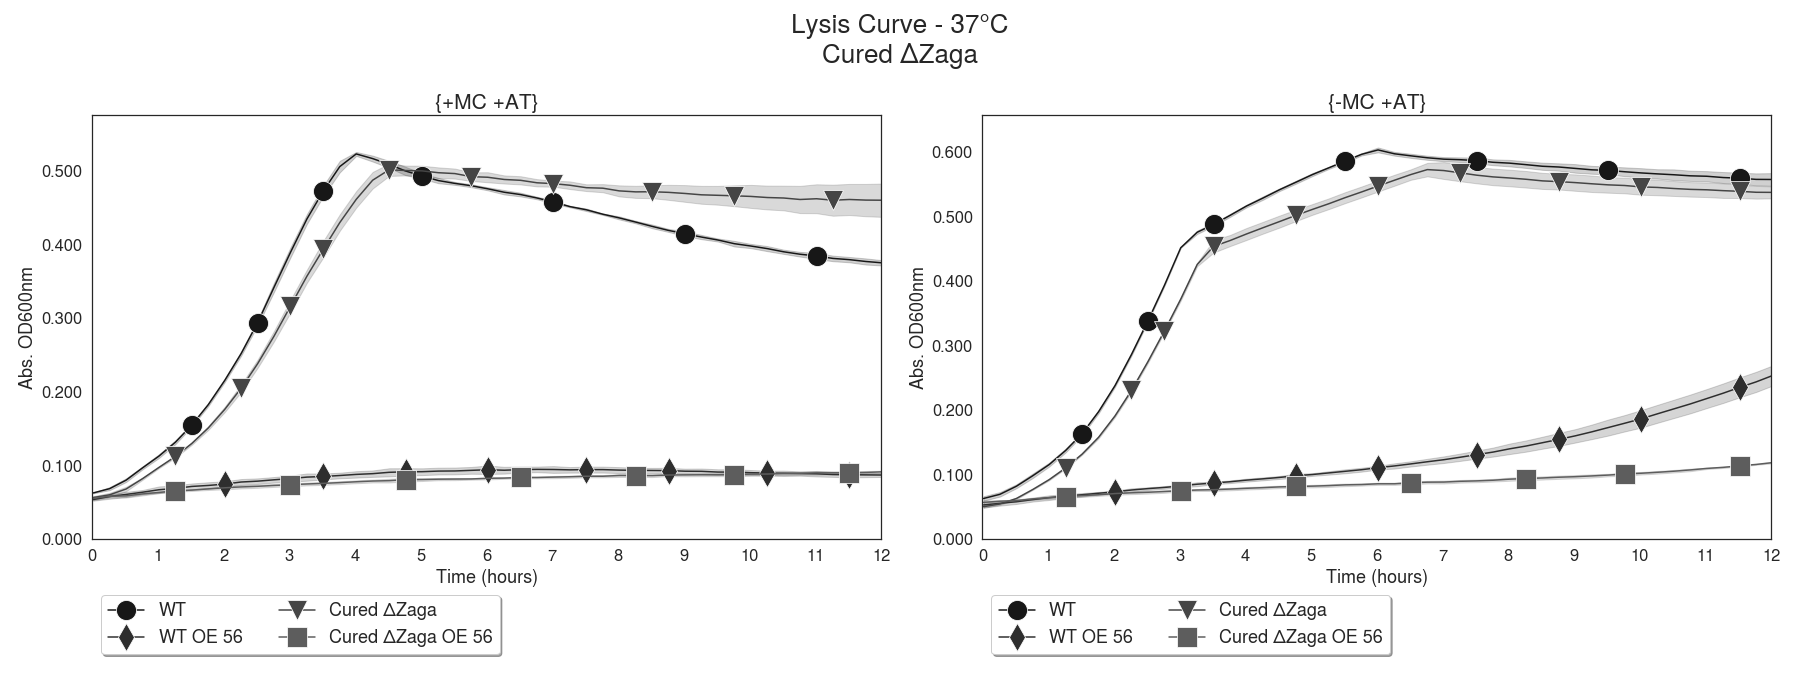 Lysis Curve - 37°C
Cured ΔZaga
{+MC +AT}
Abs. OD600nm
0.500
0.400
0.300
0.200
0.100
0.000
0 1 2 3 4 5 6 7 8 9 10 11 12
Time (hours)
WT Cured ΔZaga
WT OE 56 Cured ΔZaga OE 56
{-MC +AT}
Abs. OD600nm
0.600
0.500
0.400
0.300
0.200
0.100
0.000
0 1 2 3 4 5 6 7 8 9 10 11 12
Time (hours)
WT Cured ΔZaga
WT OE 56 Cured ΔZaga OE 56